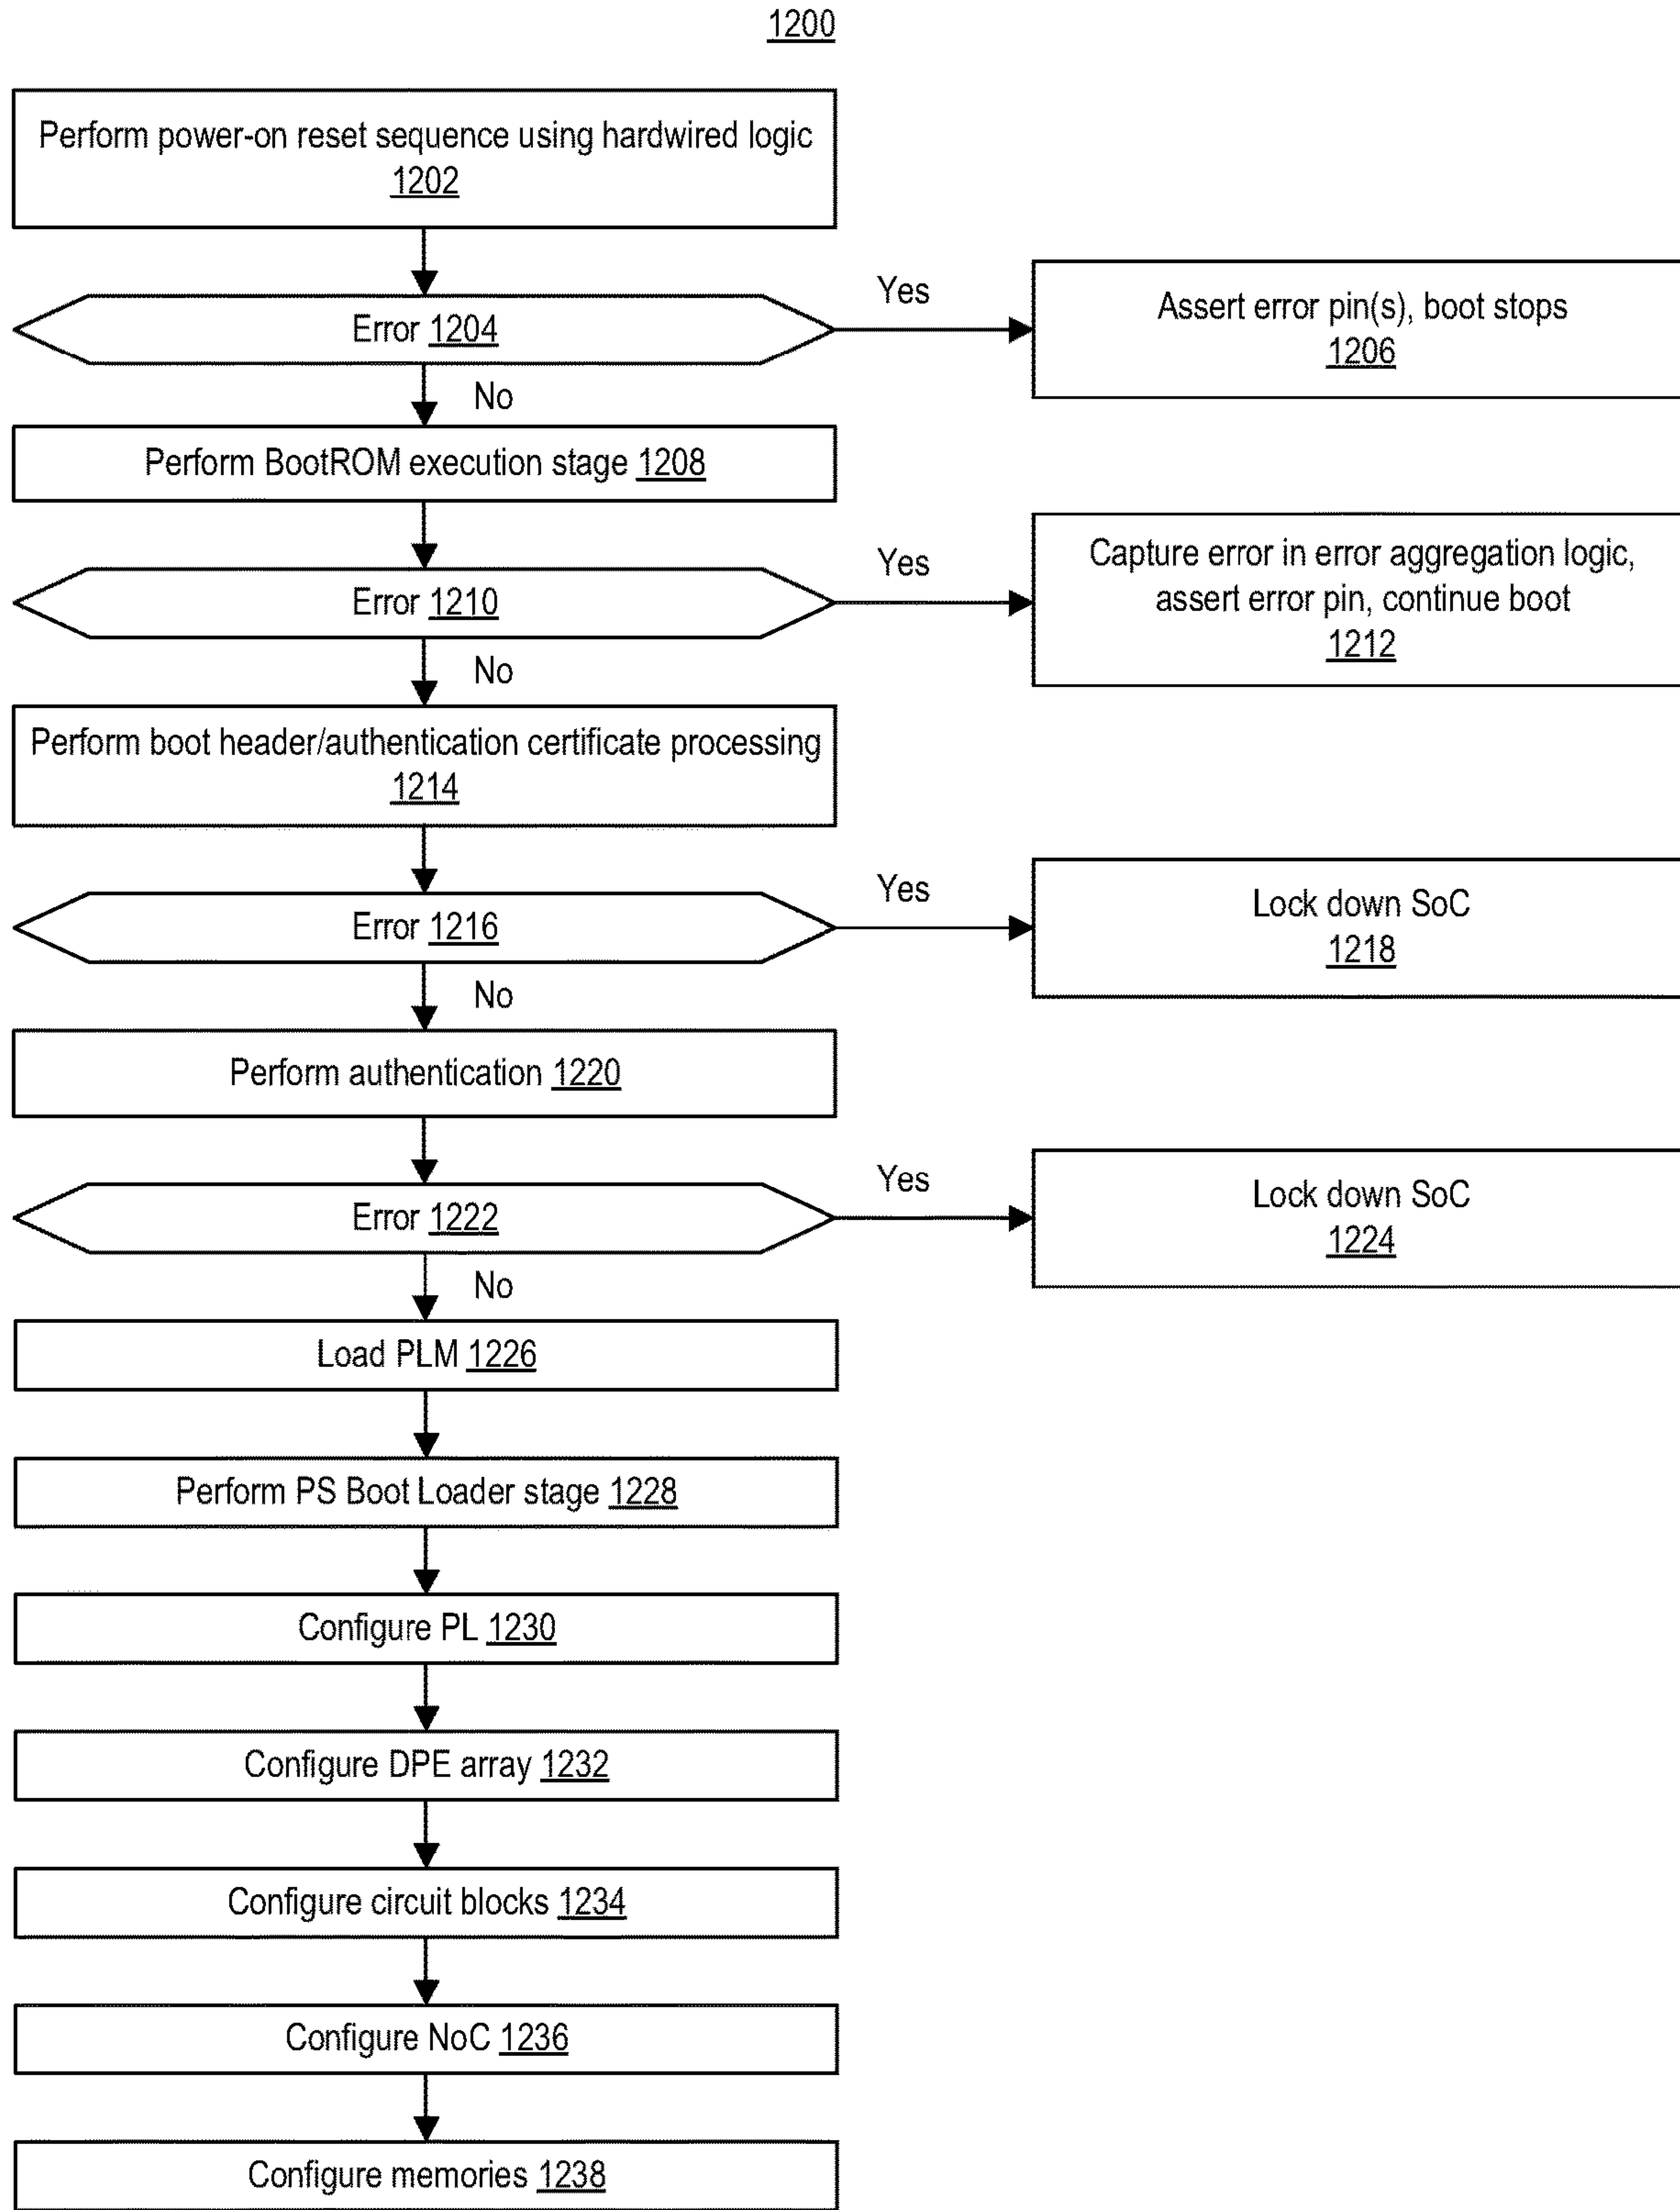 1200
Perform power-on reset sequence using hardwired logic
1202
Error 1204
Yes
Assert error pin(s), boot stops
1206
No
Perform BootROM execution stage 1208
Error 1210
Yes
Capture error in error aggregation logic,
assert error pin, continue boot
1212
No
Perform boot header/authentication certificate processing
1214
Error 1216
Yes
Lock down SoC
1218
No
Perform authentication 1220
Error 1222
Yes
Lock down SoC
1224
No
Load PLM 1226
Perform PS Boot Loader stage 1228
Configure PL 1230
Configure DPE array 1232
Configure circuit blocks 1234
Configure NoC 1236
Configure memories 1238